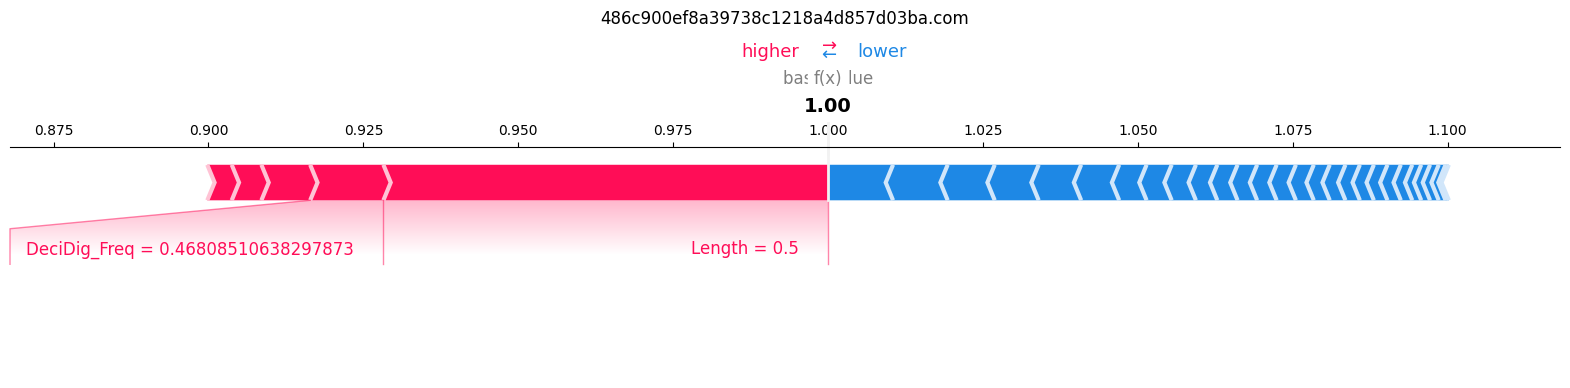 486c900ef8a39738c1218a4d857d03ba.com
higher ⇄ lower
bas f(x) lue
1.00
0.875 0.900 0.925 0.950 0.975 1.000 1.025 1.050 1.075 1.100
DeciDig_Freq = 0.46808510638297873 Length = 0.5